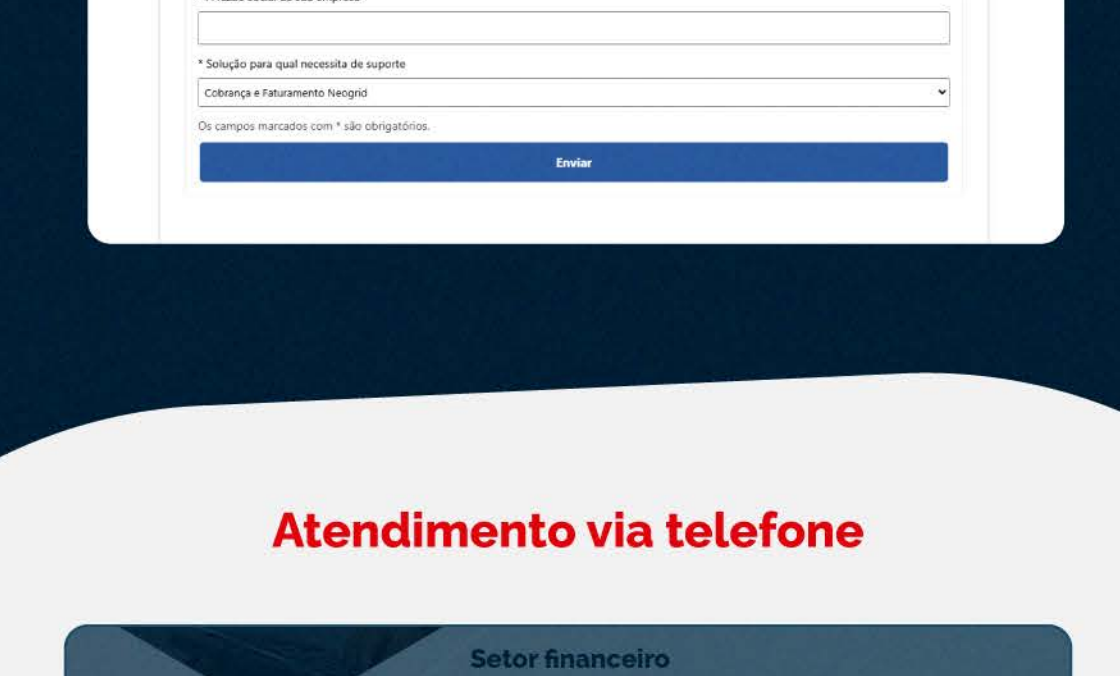 * Solução para qual necessita de suporte
Cobrança e Faturamento Neogrid
Os campos marcados com * são obrigatórios.
Enviar
Atendimento via telefone
Setor financeiro